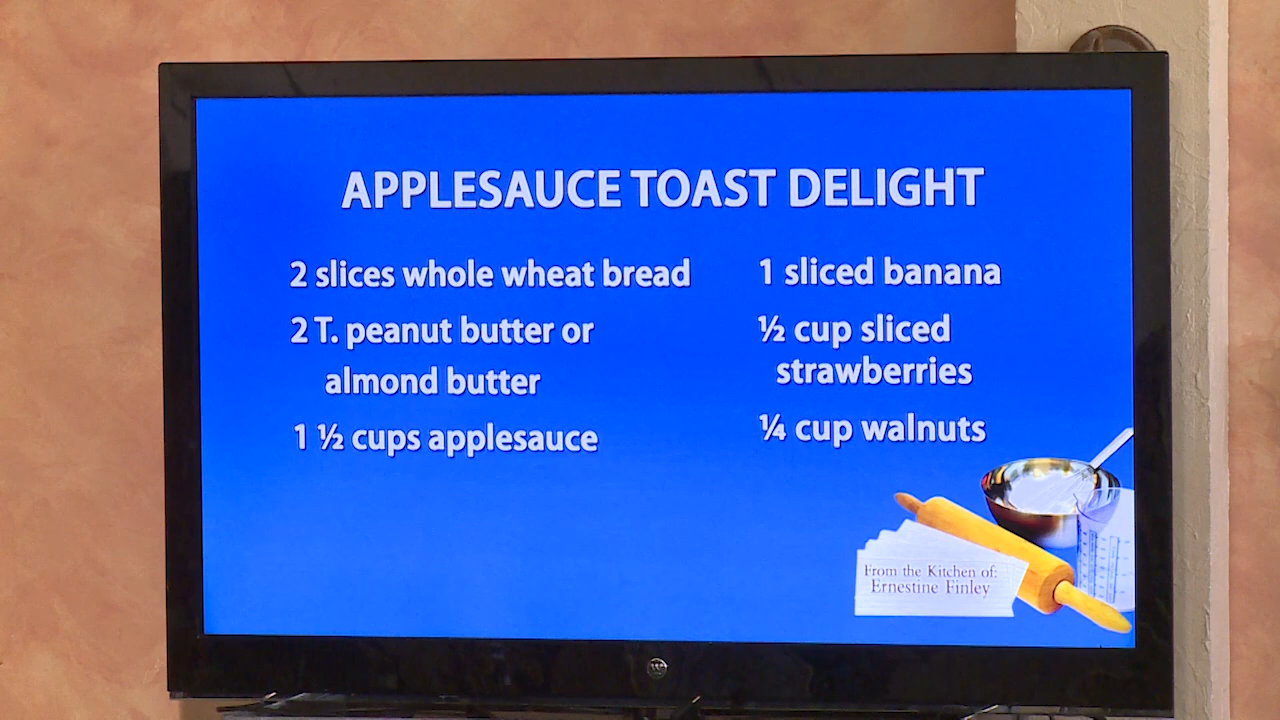 APPLESAUCE TOAST DELIGHT
2 slices whole wheat bread
2 T. peanut butter or
almond butter
1 ½ cups applesauce
1 sliced banana
½ cup sliced
strawberries
¼ cup walnuts
From the Kitchen of:
Ernestine Finley